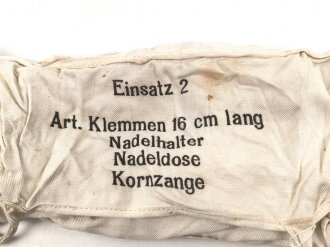 Einsatz 2
Art. Klemmen 16 cm lang
Nadelhalter
Nadeldose
Kornzange